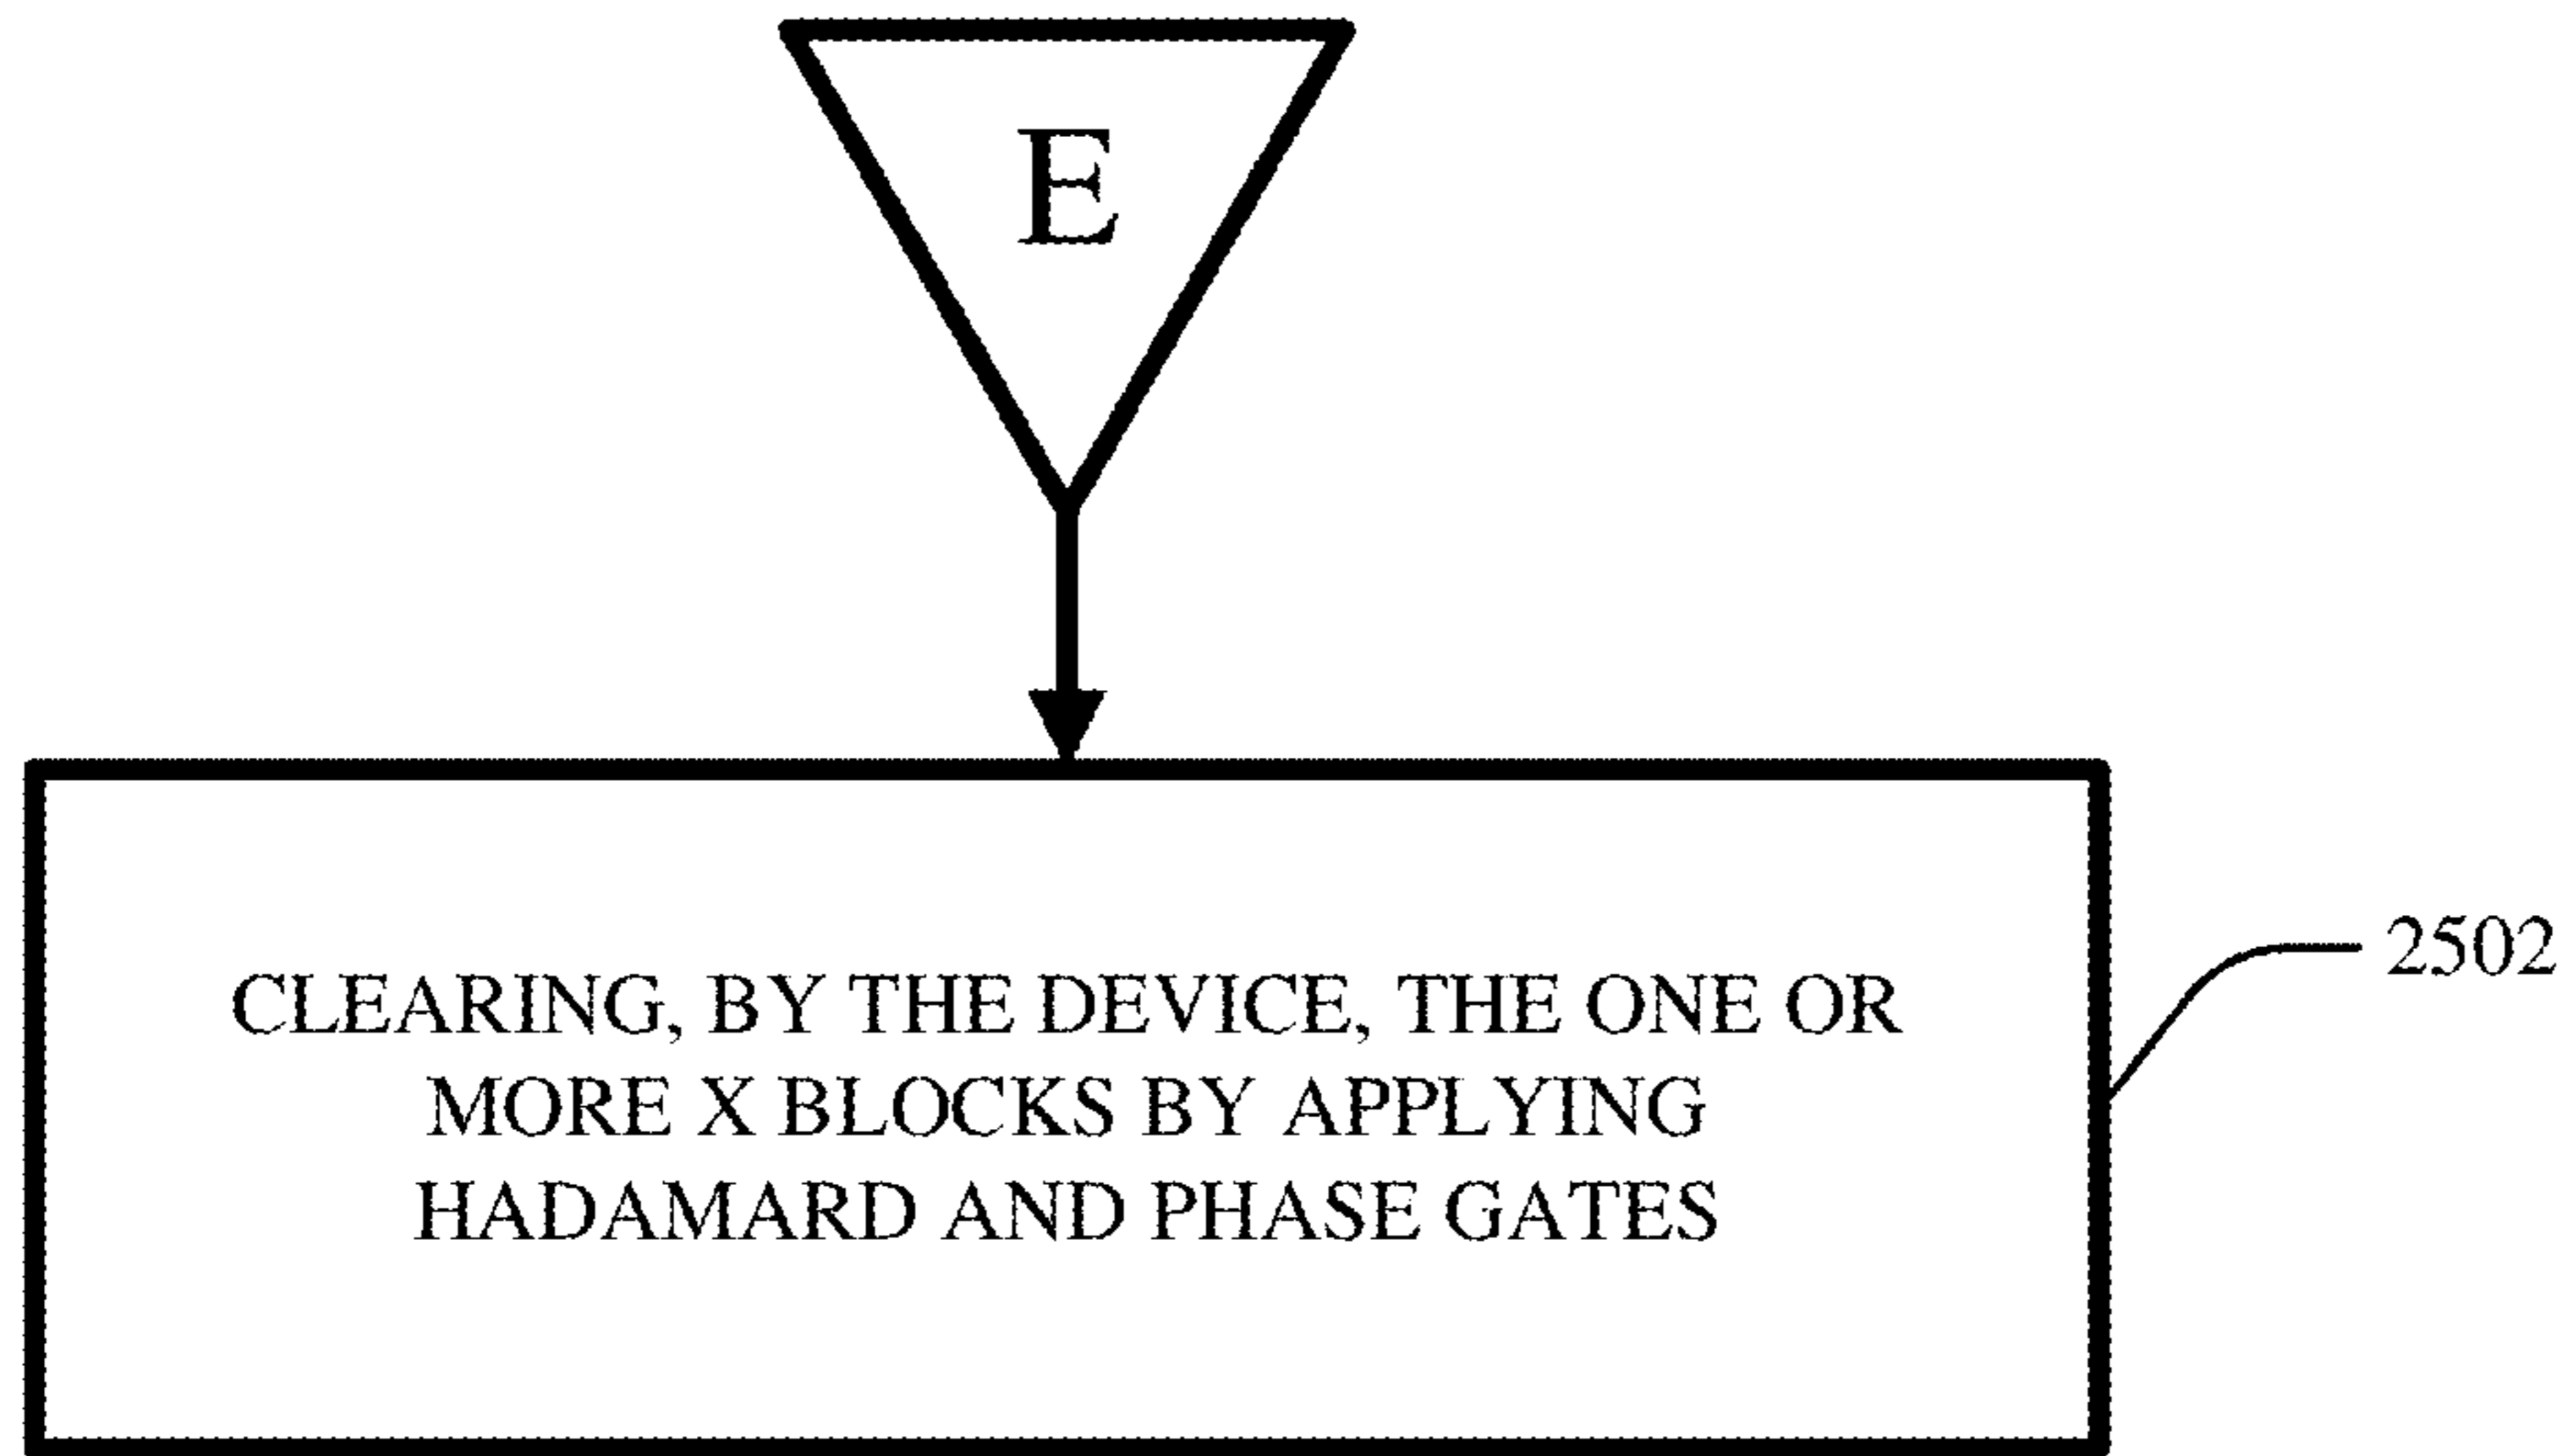 E
CLEARING, BY THE DEVICE, THE ONE OR
MORE X BLOCKS BY APPLYING
HADAMARD AND PHASE GATES
2502